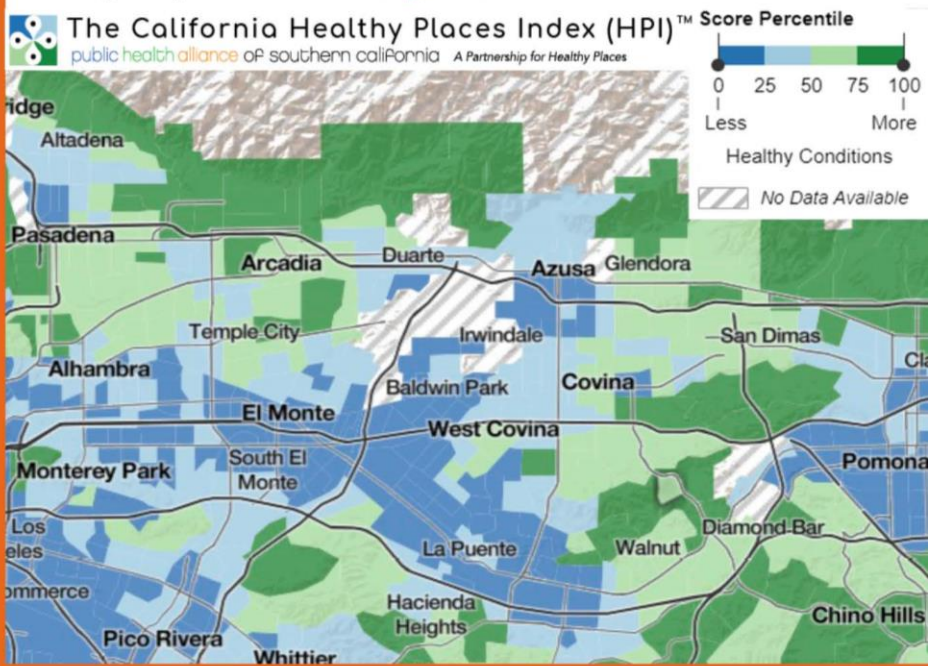 The California Healthy Places Index (HPI)™
public health alliance of southern california A Partnership for Healthy Places
Score Percentile
0 25 50 75 100
Less More
Healthy Conditions
No Data Available
ridge
Altadena
Pasadena
Arcadia
Duarte
Azusa
Glendora
Temple City
Irwindale
San Dimas
Alhambra
Baldwin Park
Covina
Cla
El Monte
West Covina
Monterey Park
South El
Monte
Pomona
Los
eles
La Puente
Walnut
Diamond Bar
ommerce
Hacienda
Heights
Chino Hills
Pico Rivera
Whittier